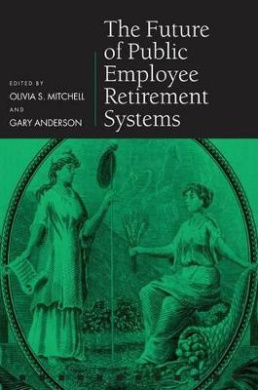 The Future
of Public
Employee
Retirement
Systems
EDITED BY
OLIVIA S. MITCHELL
AND
GARY ANDERSON